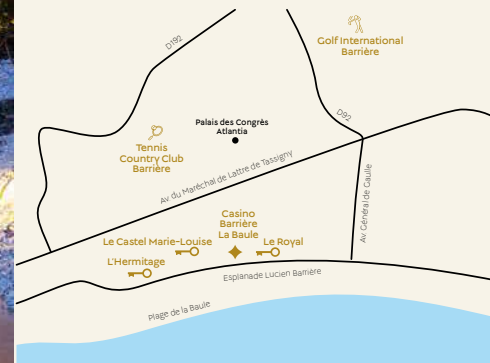 D192
Golf International
Barrière
D92
Palais des Congrès
Atlantia
Tennis
Country Club
Barrière
Av du Maréchal de Lattre de Tassigny
Av Général de Gaulle
Casino
Barrière
La Baule
Le Castel Marie-Louise
Le Royal
L'Hermitage
Esplanade Lucien Barrière
Plage de la Baule